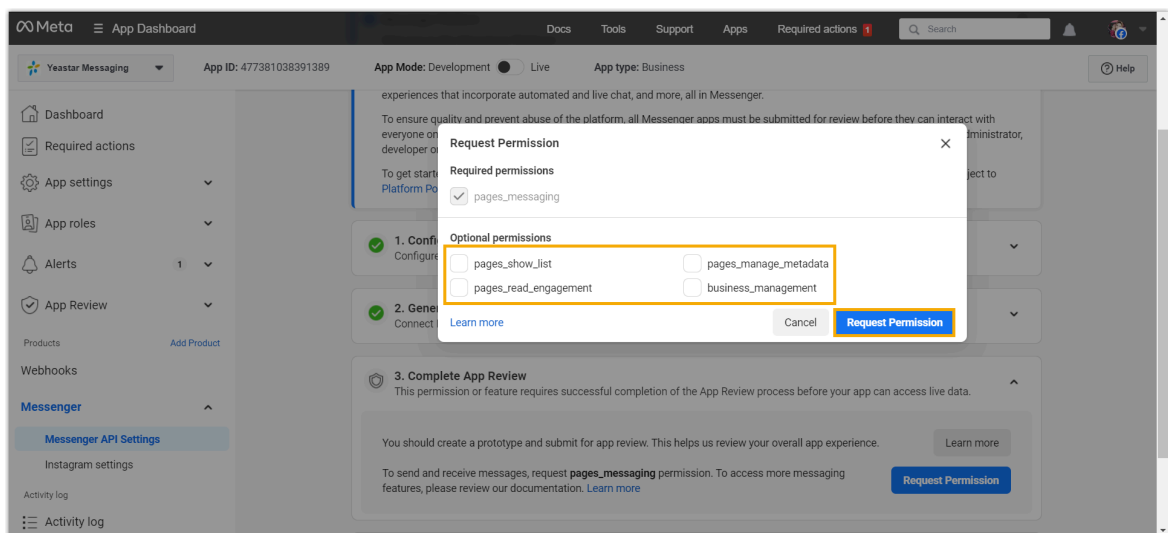 Meta
App Dashboard
Docs
Tools
Support
Apps
Required actions 1
Search
Yeastar Messaging
App ID: 477381038391389
App Mode: Development
Live
App type: Business
Help
Dashboard
Required actions
App settings
App roles
Alerts 1
App Review
Products
Add Product
Webhooks
Messenger
Messenger API Settings
Instagram settings
Activity log
Activity log
experiences that incorporate automated and live chat, and more, all in Messenger.
To ensure quality and prevent abuse of the platform, all Messenger apps must be submitted for review before they can interact with
everyone on
developer o
To get starte
ject to
Platform Po
Request Permission
Required permissions
pages_messaging
Optional permissions
pages_show_list
pages_manage_metadata
pages_read_engagement
business_management
Learn more
Cancel
Request Permission
1. Confi
Configure
2. Gene
Connect
3. Complete App Review
This permission or feature requires successful completion of the App Review process before your app can access live data.
You should create a prototype and submit for app review. This helps us review your overall app experience.
Learn more
To send and receive messages, request pages_messaging permission. To access more messaging
features, please review our documentation. Learn more
Request Permission